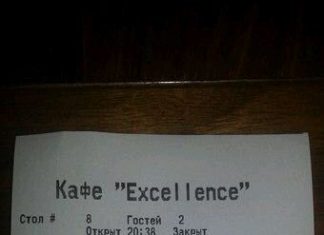 Кафе "Excellence"
Стол # 8 Гостей 2
Открыт 20:38 Закрыт